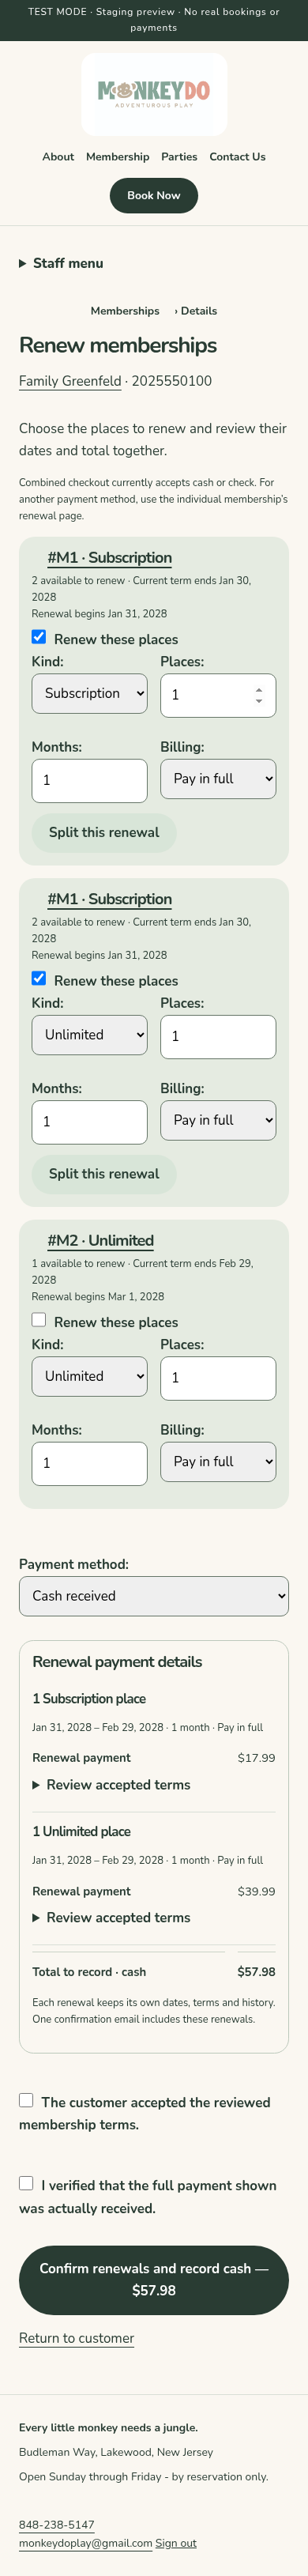 TEST MODE · Staging preview · No real bookings or
payments
MONKEYDO
ADVENTUROUS PLAY
About Membership Parties Contact Us
Book Now
▶ Staff menu
Memberships › Details
Renew memberships
Family Greenfeld · 2025550100
Choose the places to renew and review their
dates and total together.
Combined checkout currently accepts cash or check. For
another payment method, use the individual membership's
renewal page.
#M1 · Subscription
2 available to renew · Current term ends Jan 30,
2028
Renewal begins Jan 31, 2028
Renew these places
Kind: Places:
Subscription 1
Months: Billing:
1 Pay in full
Split this renewal
#M1 · Subscription
2 available to renew · Current term ends Jan 30,
2028
Renewal begins Jan 31, 2028
Renew these places
Kind: Places:
Unlimited 1
Months: Billing:
1 Pay in full
Split this renewal
#M2 · Unlimited
1 available to renew · Current term ends Feb 29,
2028
Renewal begins Mar 1, 2028
Renew these places
Kind: Places:
Unlimited 1
Months: Billing:
1 Pay in full
Payment method:
Cash received
Renewal payment details
1 Subscription place
Jan 31, 2028 – Feb 29, 2028 · 1 month · Pay in full
Renewal payment $17.99
▶ Review accepted terms
1 Unlimited place
Jan 31, 2028 – Feb 29, 2028 · 1 month · Pay in full
Renewal payment $39.99
▶ Review accepted terms
Total to record · cash $57.98
Each renewal keeps its own dates, terms and history.
One confirmation email includes these renewals.
The customer accepted the reviewed
membership terms.
I verified that the full payment shown
was actually received.
Confirm renewals and record cash —
$57.98
Return to customer
Every little monkey needs a jungle.
Budleman Way, Lakewood, New Jersey
Open Sunday through Friday - by reservation only.
848-238-5147
monkeydoplay@gmail.com Sign out